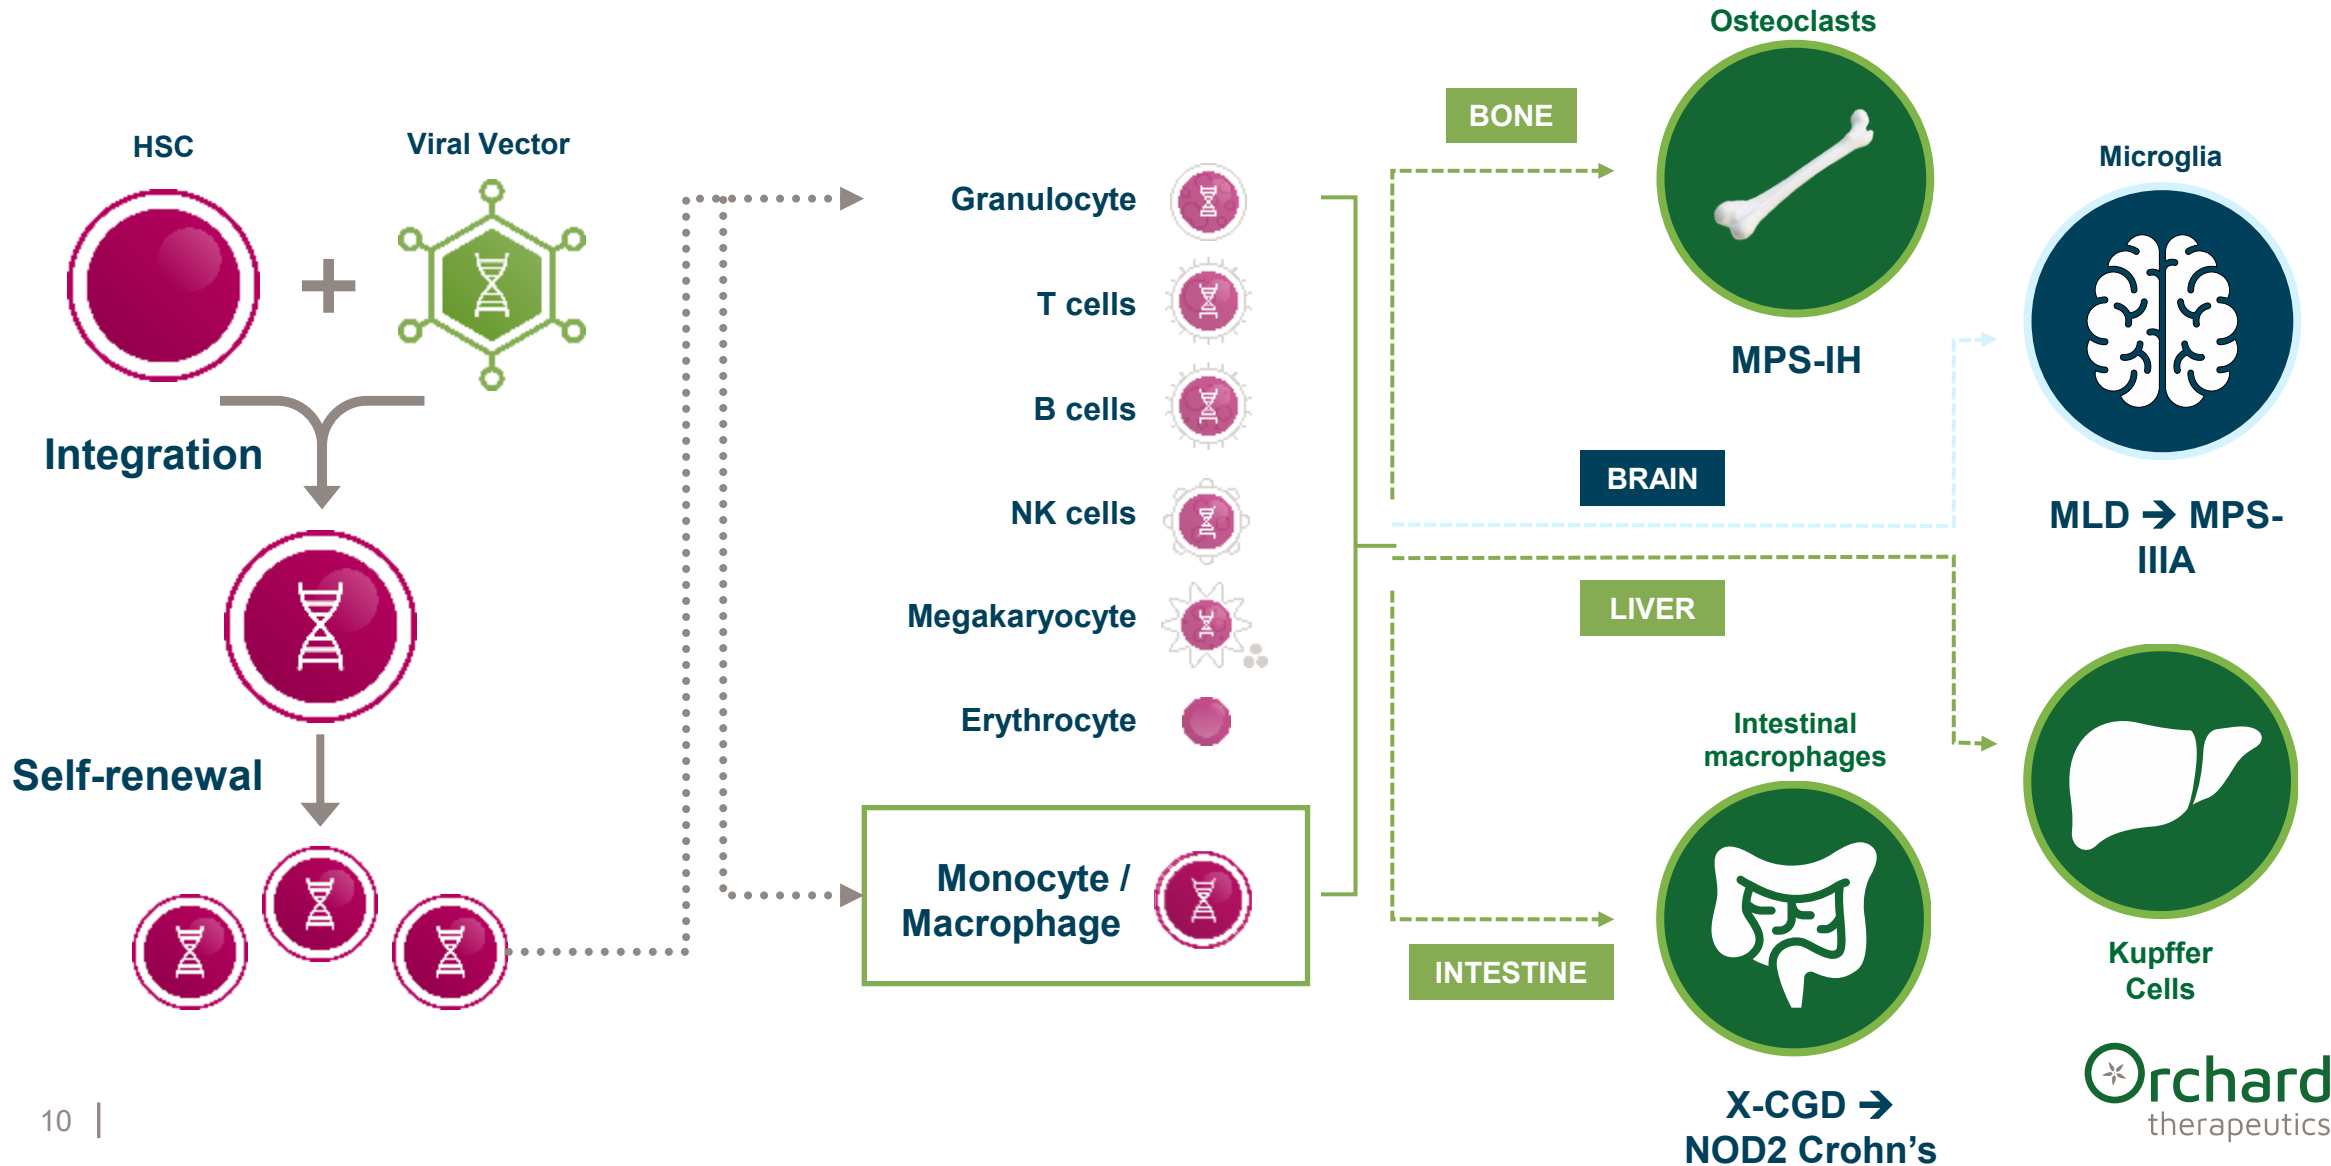 HSC
Viral Vector
Integration
Self-renewal
Granulocyte
T cells
B cells
NK cells
Megakaryocyte
Erythrocyte
Monocyte /
Macrophage
BONE
Osteoclasts
MPS-IH
BRAIN
Microglia
MLD ➔ MPS-
IIIA
LIVER
Kupffer
Cells
INTESTINE
Intestinal
macrophages
X-CGD ➔
NOD2 Crohn’s
Orchard
therapeutics
10 |